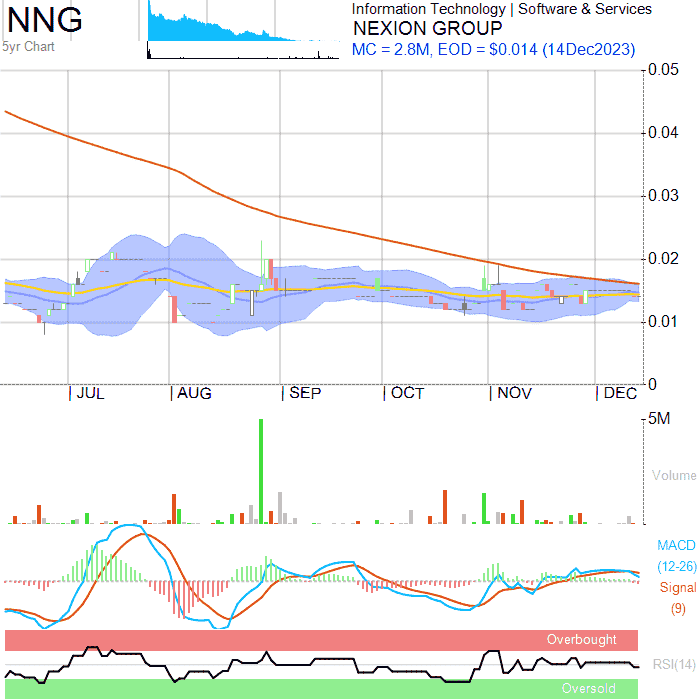 NNG
5yr Chart
Information Technology | Software & Services
NEXION GROUP
MC = 2.8M, EOD = $0.014 (14Dec2023)
0.05
0.04
0.03
0.02
0.01
0
JUL AUG SEP OCT NOV DEC
5M
Volume
MACD
(12-26)
Signal
(9)
Overbought
RSI(14)
Oversold